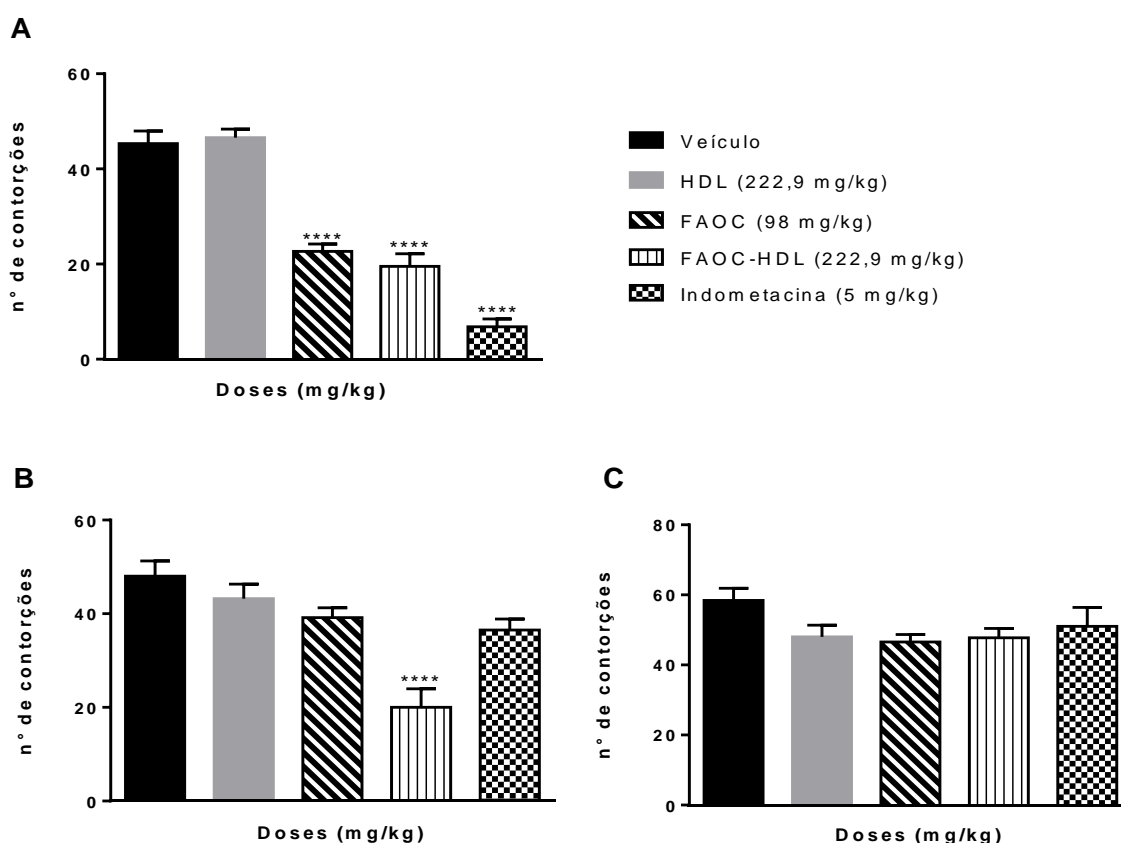 A
60
40
20
0
n° de contorções
**** **** ****
Doses (mg/kg)
Veículo
HDL (222,9 mg/kg)
FAOC (98 mg/kg)
FAOC-HDL (222,9 mg/kg)
Indometacina (5 mg/kg)
B
60
40
20
0
n° de contorções
****
Doses (mg/kg)
C
80
60
40
20
0
n° de contorções
Doses (mg/kg)